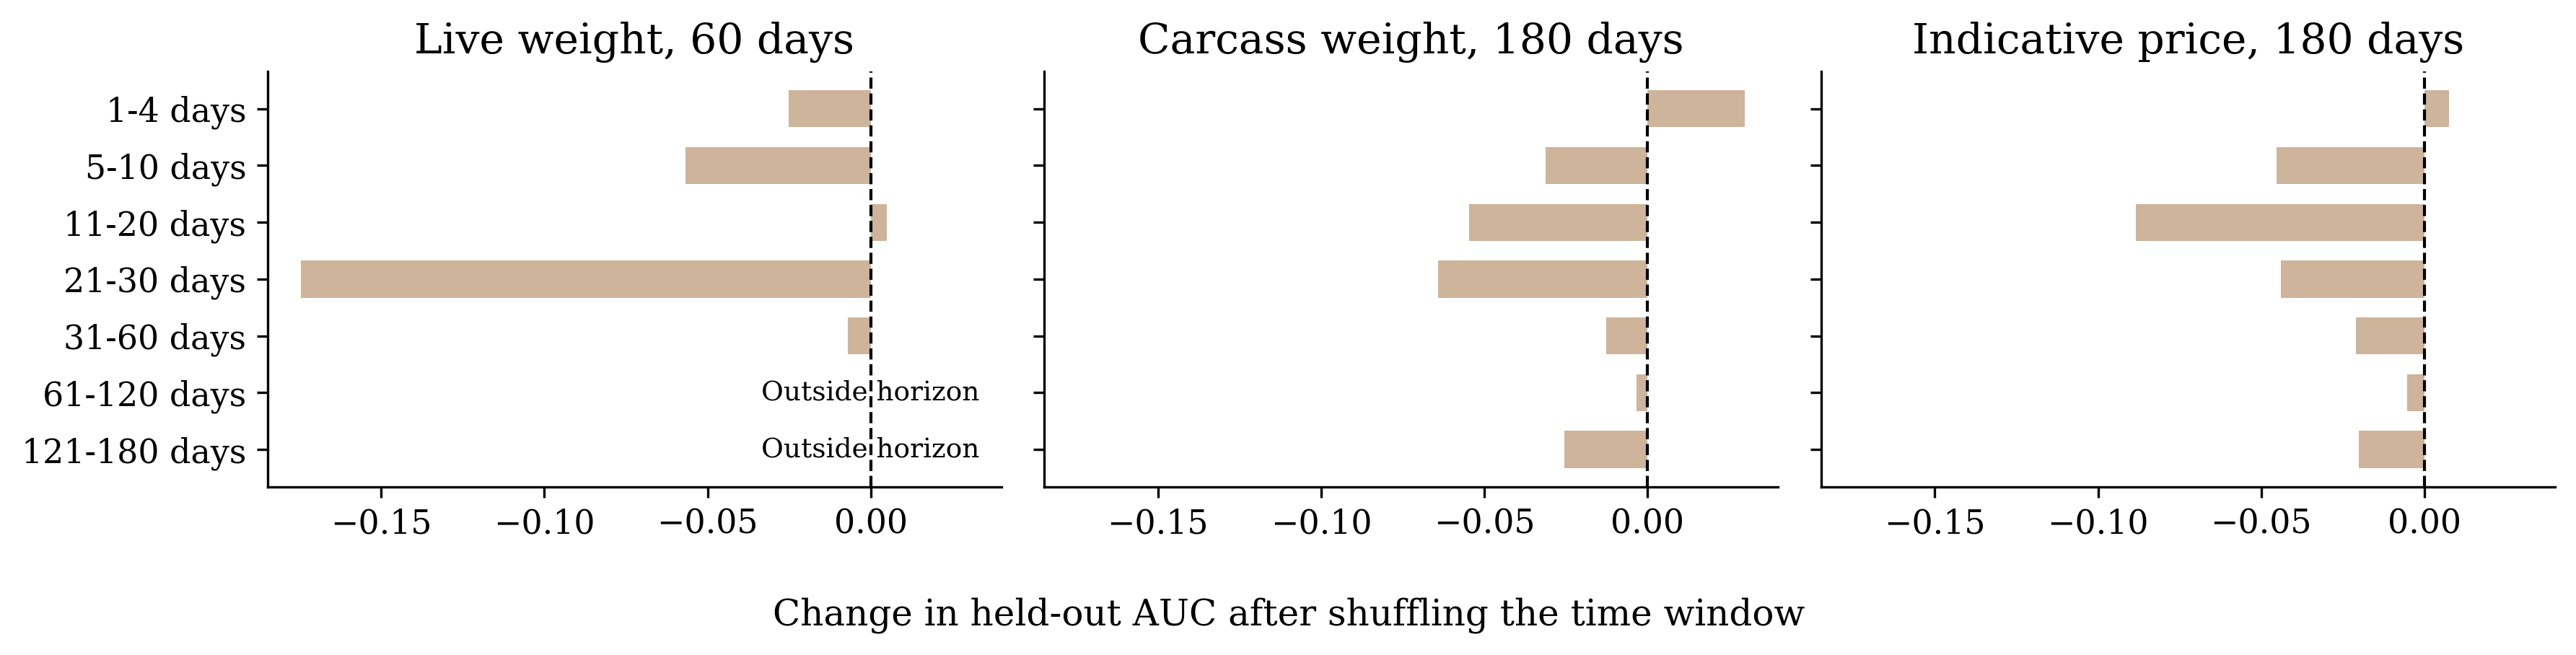 Live weight, 60 days
Carcass weight, 180 days
Indicative price, 180 days
1-4 days
5-10 days
11-20 days
21-30 days
31-60 days
61-120 days
121-180 days
Outside horizon
Outside horizon
−0.15 −0.10 −0.05 0.00
−0.15 −0.10 −0.05 0.00
−0.15 −0.10 −0.05 0.00
Change in held-out AUC after shuffling the time window